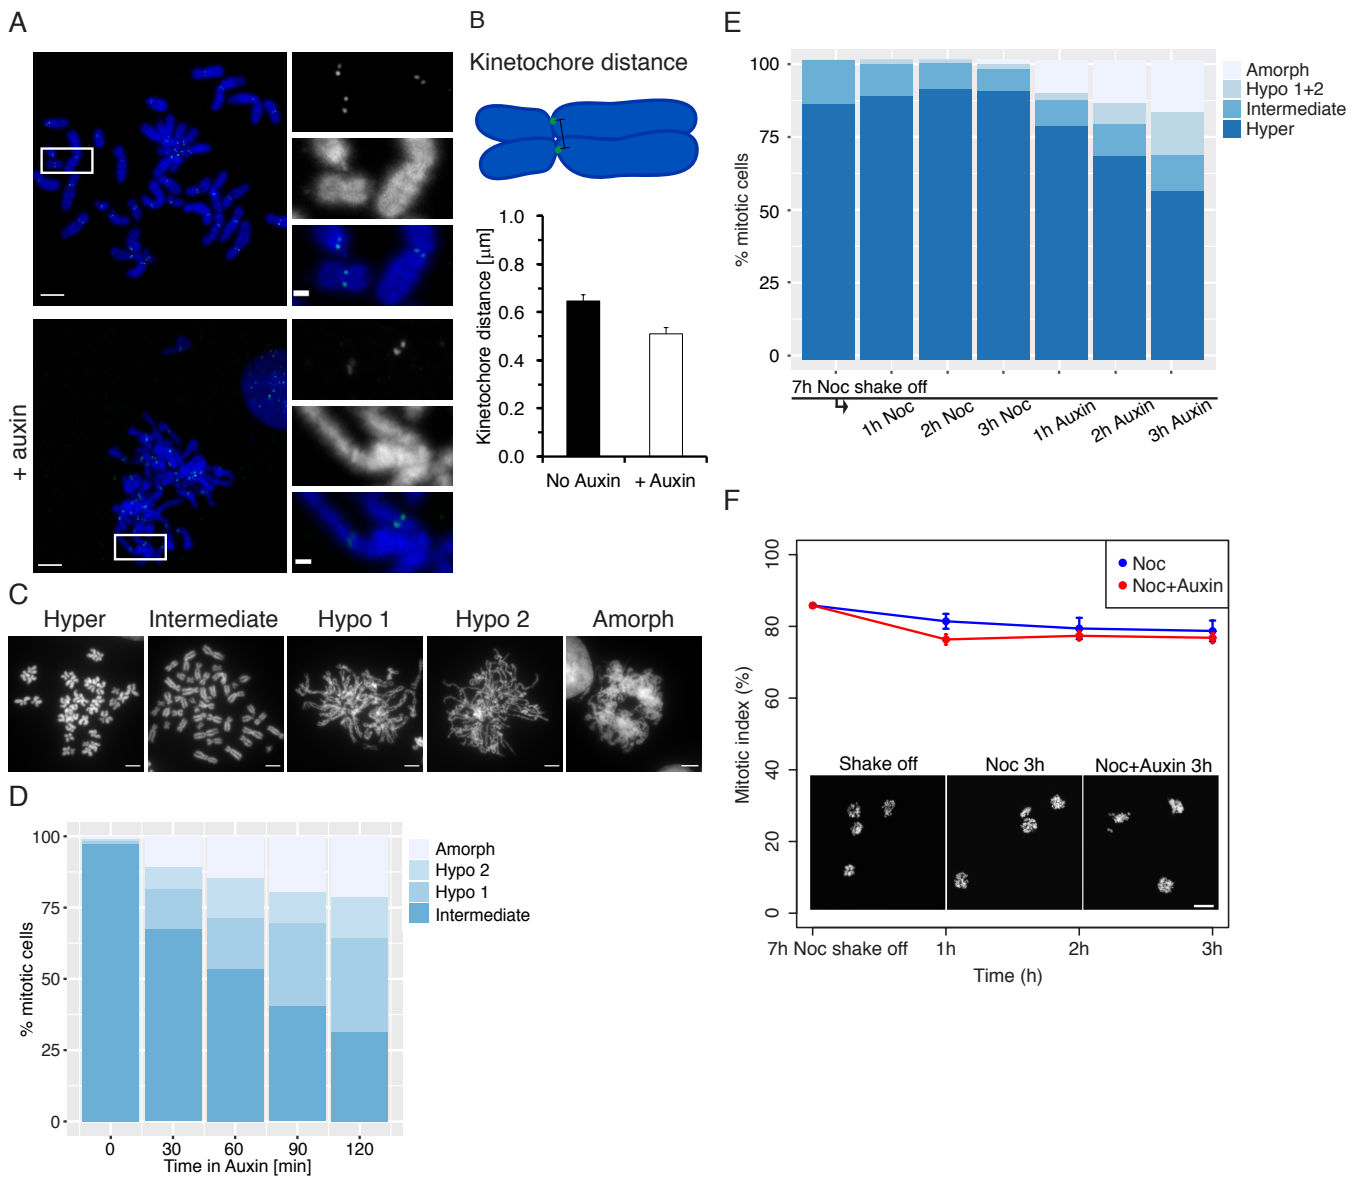 A
+ auxin
B
Kinetochore distance
Kinetochore distance [µm]
1.0
0.8
0.6
0.4
0.2
0.0
No Auxin
+ Auxin
C
Hyper
Intermediate
Hypo 1
Hypo 2
Amorph
D
% mitotic cells
100
75
50
25
0
0
30
60
90
120
Time in Auxin [min]
Amorph
Hypo 2
Hypo 1
Intermediate
E
% mitotic cells
100
75
50
25
0
7h Noc shake off
1h Noc
2h Noc
3h Noc
1h Auxin
2h Auxin
3h Auxin
Amorph
Hypo 1+2
Intermediate
Hyper
F
Mitotic index (%)
100
80
60
40
20
0
Noc
Noc+Auxin
Shake off
Noc 3h
Noc+Auxin 3h
7h Noc shake off
1h
2h
3h
Time (h)